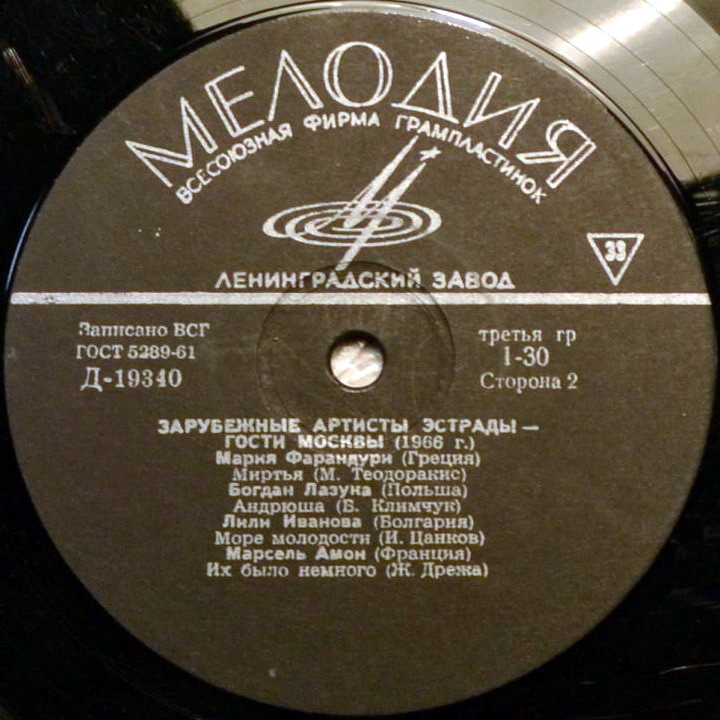 МЕЛОДИЯ
ВСЕСОЮЗНАЯ ФИРМА ГРАМПЛАСТИНОК
33
ЛЕНИНГРАДСКИЙ ЗАВОД
Записано ВСГ
ГОСТ 5289-61
Д-19340
третья гр
1-30
Сторона 2
ЗАРУБЕЖНЫЕ АРТИСТЫ ЭСТРАДЫ —
ГОСТИ МОСКВЫ (1966 г.)
Мария Фарандури (Греция)
Миртья (М. Теодоракис)
Богдан Лазука (Польша)
Андрюша (Б. Климчук)
Лили Иванова (Болгария)
Море молодости (И. Цанков)
Марсель Амон (Франция)
Их было немного (Ж. Дрежа)